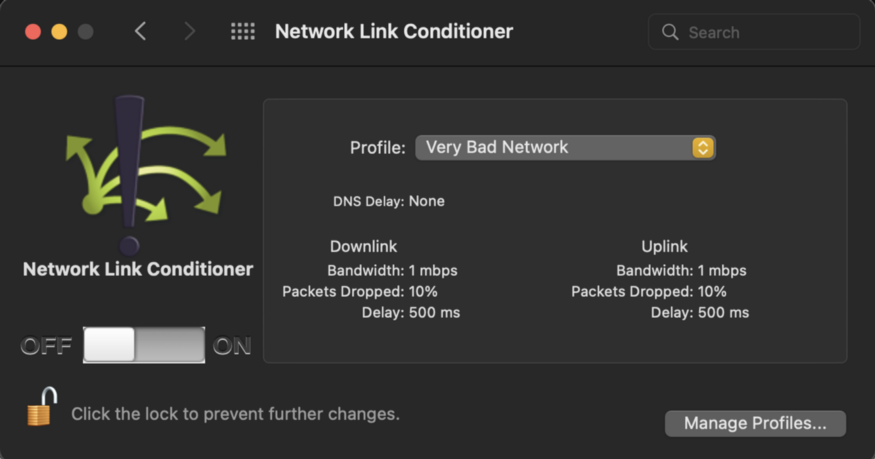 Network Link Conditioner
Search
Profile: Very Bad Network
DNS Delay: None
Downlink
Bandwidth: 1 mbps
Packets Dropped: 10%
Delay: 500 ms
Uplink
Bandwidth: 1 mbps
Packets Dropped: 10%
Delay: 500 ms
Network Link Conditioner
OFF ON
Click the lock to prevent further changes.
Manage Profiles...